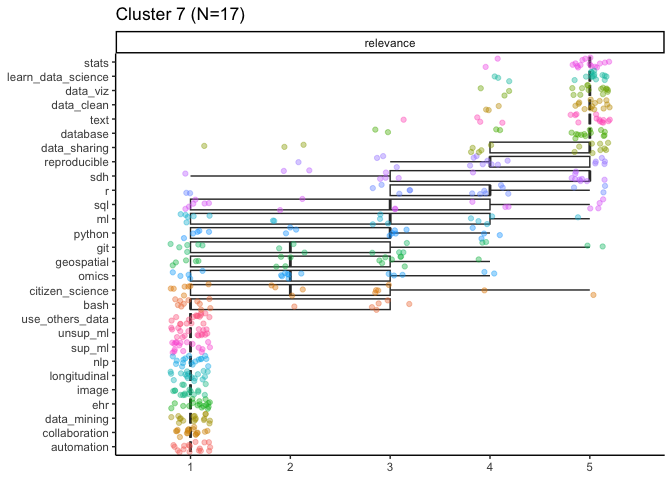 Cluster 7 (N=17)
relevance
stats
learn_data_science
data_viz
data_clean
text
database
data_sharing
reproducible
sdh
r
sql
ml
python
git
geospatial
omics
citizen_science
bash
use_others_data
unsup_ml
sup_ml
nlp
longitudinal
image
ehr
data_mining
collaboration
automation
1 2 3 4 5